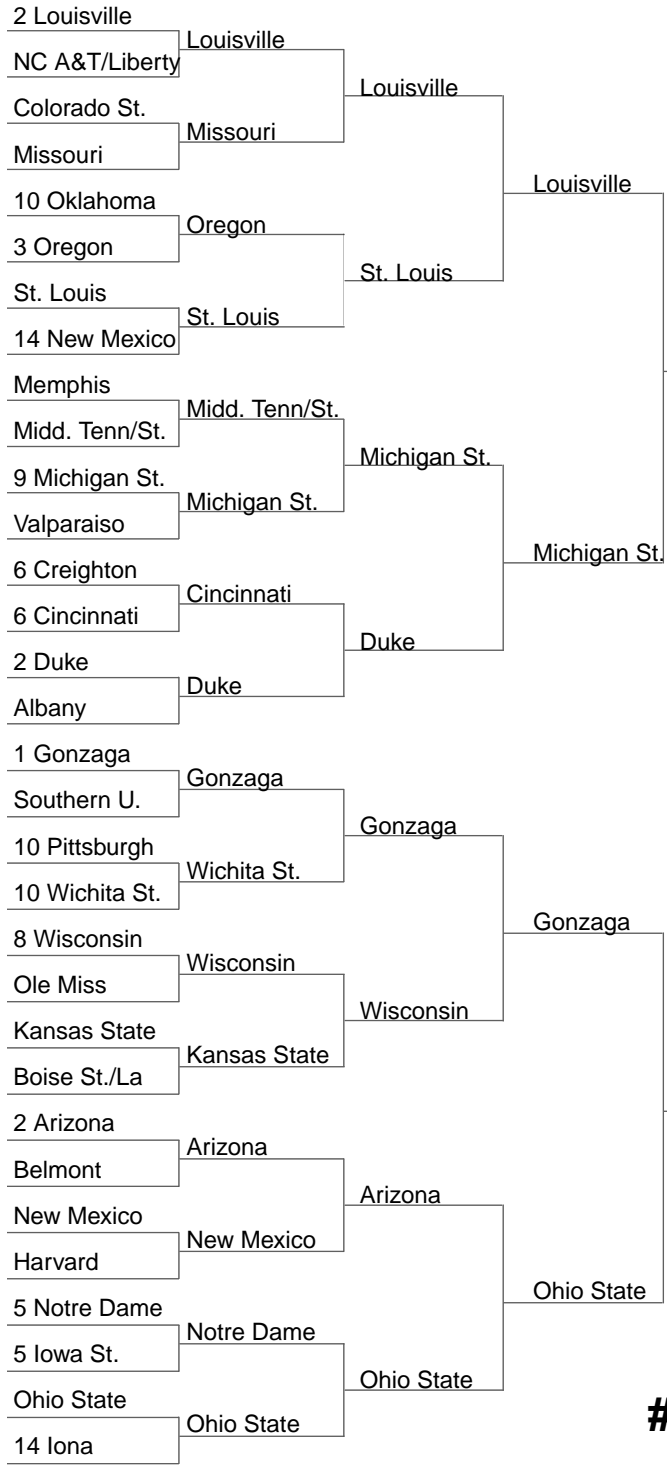 2 Louisville
NC A&T/Liberty
Colorado St.
Missouri
10 Oklahoma
3 Oregon
St. Louis
14 New Mexico
Memphis
Midd. Tenn/St.
9 Michigan St.
Valparaiso
6 Creighton
6 Cincinnati
2 Duke
Albany
1 Gonzaga
Southern U.
10 Pittsburgh
10 Wichita St.
8 Wisconsin
Ole Miss
Kansas State
Boise St./La
2 Arizona
Belmont
New Mexico
Harvard
5 Notre Dame
5 Iowa St.
Ohio State
14 Iona
Louisville
Missouri
Oregon
St. Louis
Midd. Tenn/St.
Michigan St.
Cincinnati
Duke
Gonzaga
Wichita St.
Wisconsin
Kansas State
Arizona
New Mexico
Notre Dame
Ohio State
Louisville
St. Louis
Michigan St.
Duke
Gonzaga
Wisconsin
Arizona
Ohio State
Louisville
Michigan St.
Gonzaga
Ohio State
#